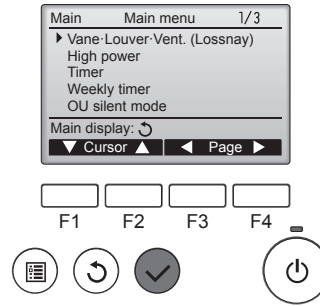 Main Main menu 1/3
Vane·Louver·Vent. (Lossnay)
High power
Timer
Weekly timer
OU silent mode
Main display:
Cursor Page
F1 F2 F3 F4